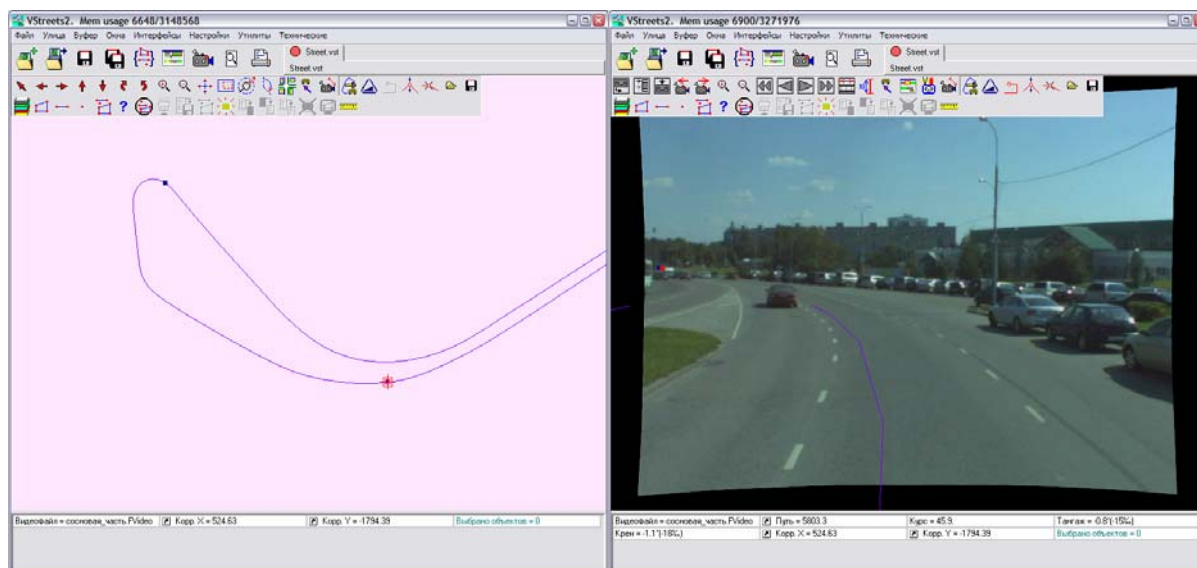 VStreets2. Mem usage 6648/3148568
Файл Улица Буфер Окна Интерфейсы Настройки Утилиты Технические
Street.vst
Street.vst
Видеофайл = сосновая_часть.FVideo Корр. X = 524.63 Корр. Y = -1794.39 Выбрано объектов = 0
VStreets2. Mem usage 6900/3271976
Файл Улица Буфер Окна Интерфейсы Настройки Утилиты Технические
Street.vst
Street.vst
Видеофайл = сосновая_часть.FVideo Путь = 5803.3 Курс = 45.9. Тангаж = -0.8°(-15‰)
Крен = -1.1°(-18‰) Корр. X = 524.63 Корр. Y = -1794.39 Выбрано объектов = 0